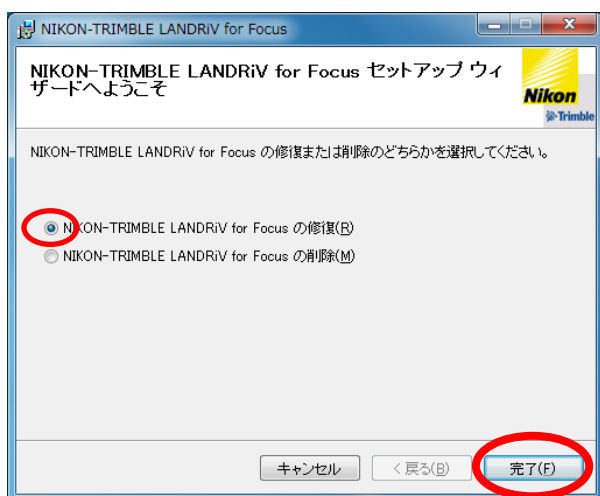 NIKON-TRIMBLE LANDRiV for Focus
NIKON-TRIMBLE LANDRiV for Focus セットアップ ウィ
ザードへようこそ
Nikon
Trimble
NIKON-TRIMBLE LANDRiV for Focus の修復または削除のどちらかを選択してください。
NIKON-TRIMBLE LANDRiV for Focus の修復(R)
NIKON-TRIMBLE LANDRiV for Focus の削除(M)
キャンセル
< 戻る(B)
完了(F)